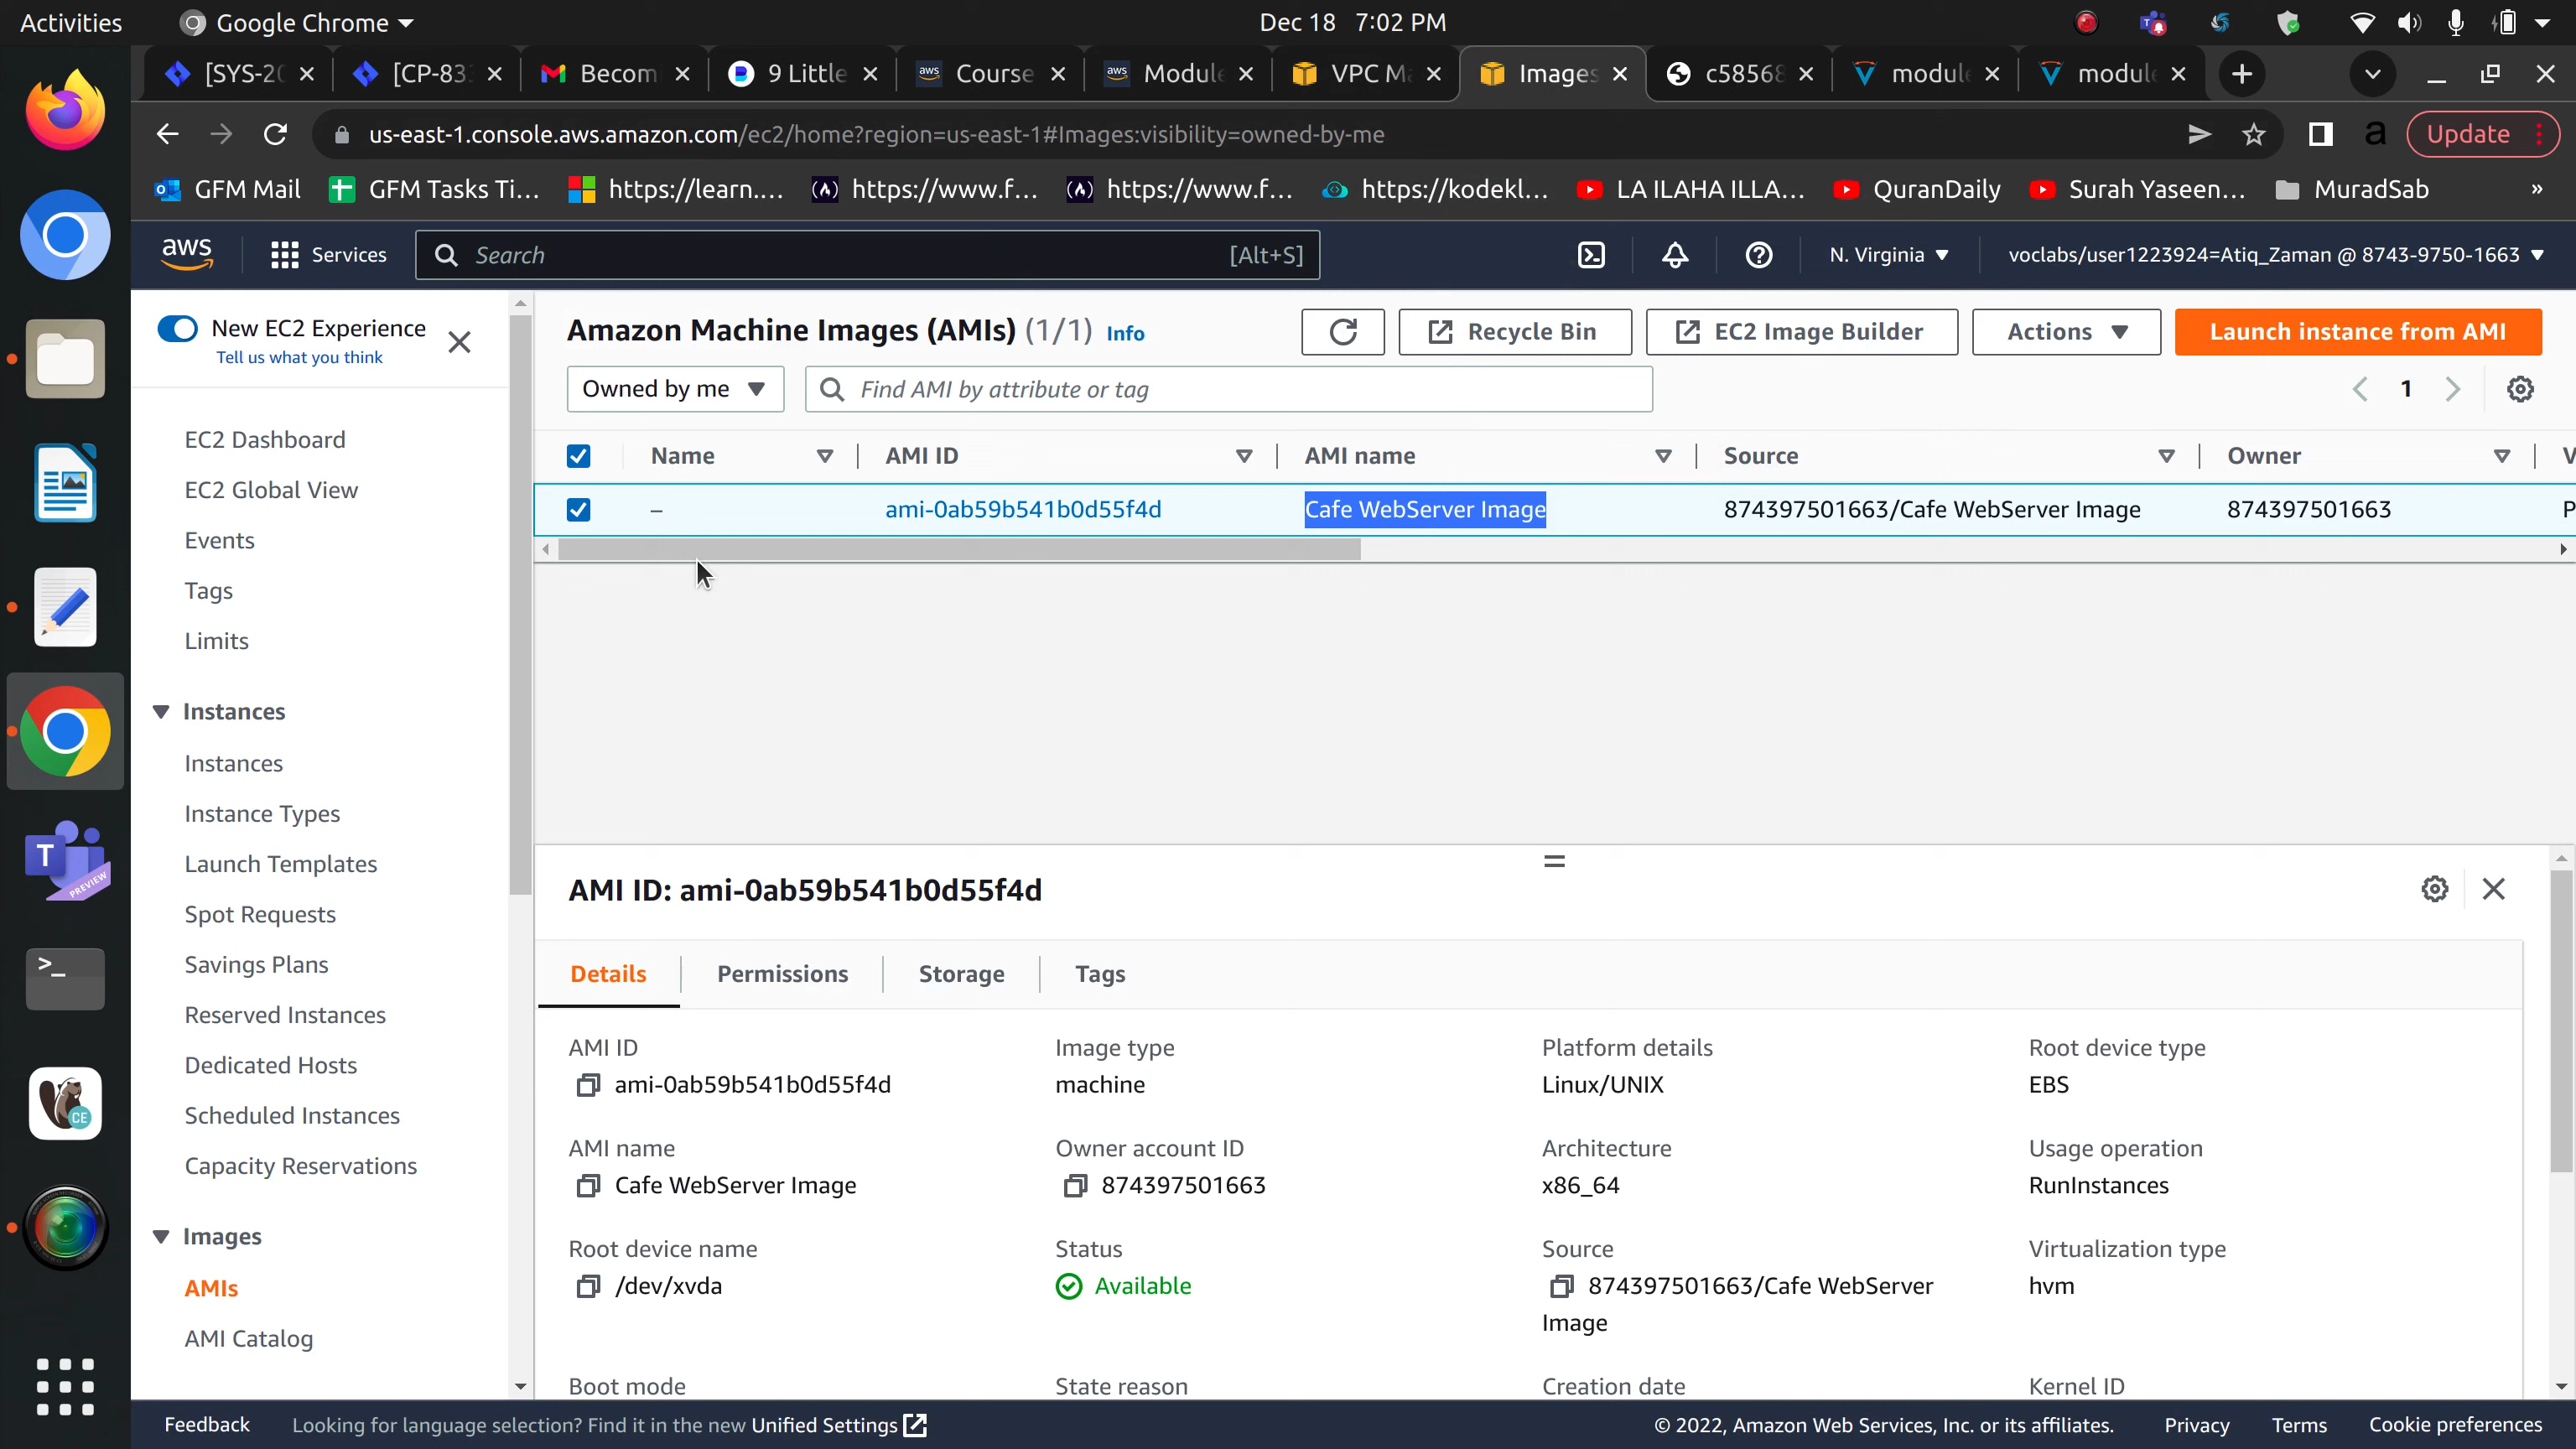 Activities Google Chrome Dec 18 7:02 PM
[SYS-20 [CP-833 Becom 9 Little Course Module VPC Ma Images c58568 module module
us-east-1.console.aws.amazon.com/ec2/home?region=us-east-1#Images:visibility=owned-by-me a Update
GFM Mail GFM Tasks Ti... https://learn.... https://www.f... https://www.f... https://kodekl... LA ILAHA ILLA... QuranDaily Surah Yaseen... MuradSab »
aws Services Search [Alt+S] N. Virginia voclabs/user1223924=Atiq_Zaman @ 8743-9750-1663
New EC2 Experience
Tell us what you think
EC2 Dashboard
EC2 Global View
Events
Tags
Limits
Instances
Instances
Instance Types
Launch Templates
Spot Requests
Savings Plans
Reserved Instances
Dedicated Hosts
Scheduled Instances
Capacity Reservations
Images
AMIs
AMI Catalog
Amazon Machine Images (AMIs) (1/1) Info Recycle Bin EC2 Image Builder Actions Launch instance from AMI
Owned by me Find AMI by attribute or tag 1
Name AMI ID AMI name Source Owner V
– ami-0ab59b541b0d55f4d Cafe WebServer Image 874397501663/Cafe WebServer Image 874397501663 P
AMI ID: ami-0ab59b541b0d55f4d
Details Permissions Storage Tags
AMI ID Image type Platform details Root device type
ami-0ab59b541b0d55f4d machine Linux/UNIX EBS
AMI name Owner account ID Architecture Usage operation
Cafe WebServer Image 874397501663 x86_64 RunInstances
Root device name Status Source Virtualization type
/dev/xvda Available 874397501663/Cafe WebServer hvm
Image
Boot mode State reason Creation date Kernel ID
T PREVIEW
>_
CE
Feedback Looking for language selection? Find it in the new Unified Settings © 2022, Amazon Web Services, Inc. or its affiliates. Privacy Terms Cookie preferences